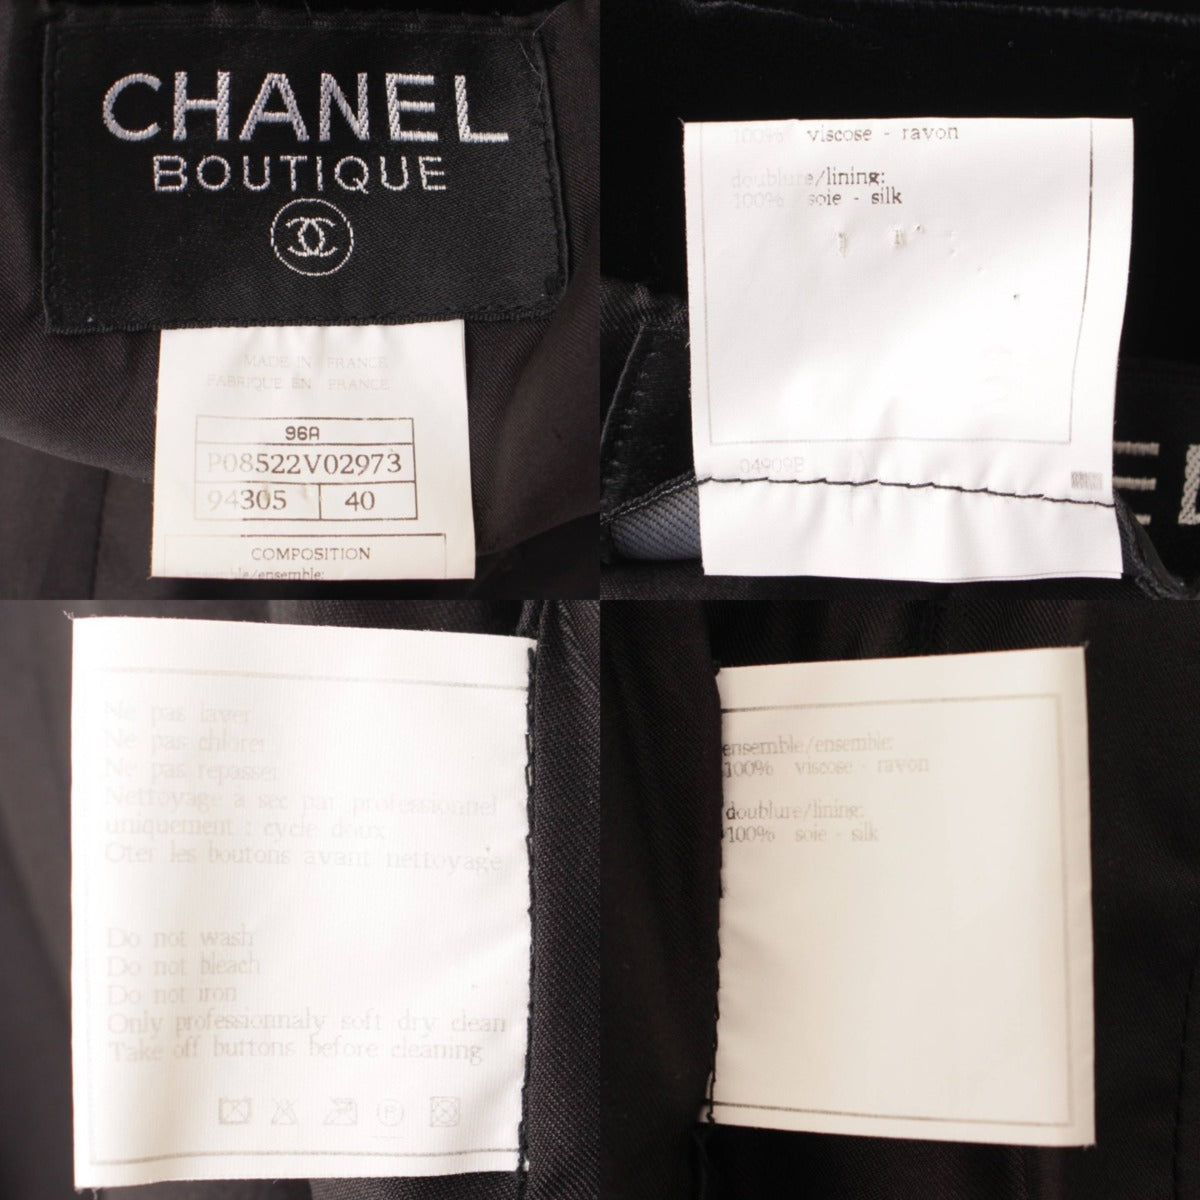 CHANEL
BOUTIQUE
MADE IN FRANCE
FABRIQUE EN FRANCE
96A
P08522V02973
94305 40
COMPOSITION
ensemble/ensemble:
100% viscose - rayon
doublure/lining:
100% soie - silk
04909B
E
Ne pas laver
Ne pas chlorer
Ne pas repasser
Nettoyage a sec par professionnel
uniquement : cycle doux
Oter les boutons avant nettoyage
Do not wash
Do not bleach
Do not iron
Only professionnaly soft dry clean
Take off buttons before cleaning
ensemble/ensemble:
100% viscose - rayon
doublure/lining:
100% soie - silk